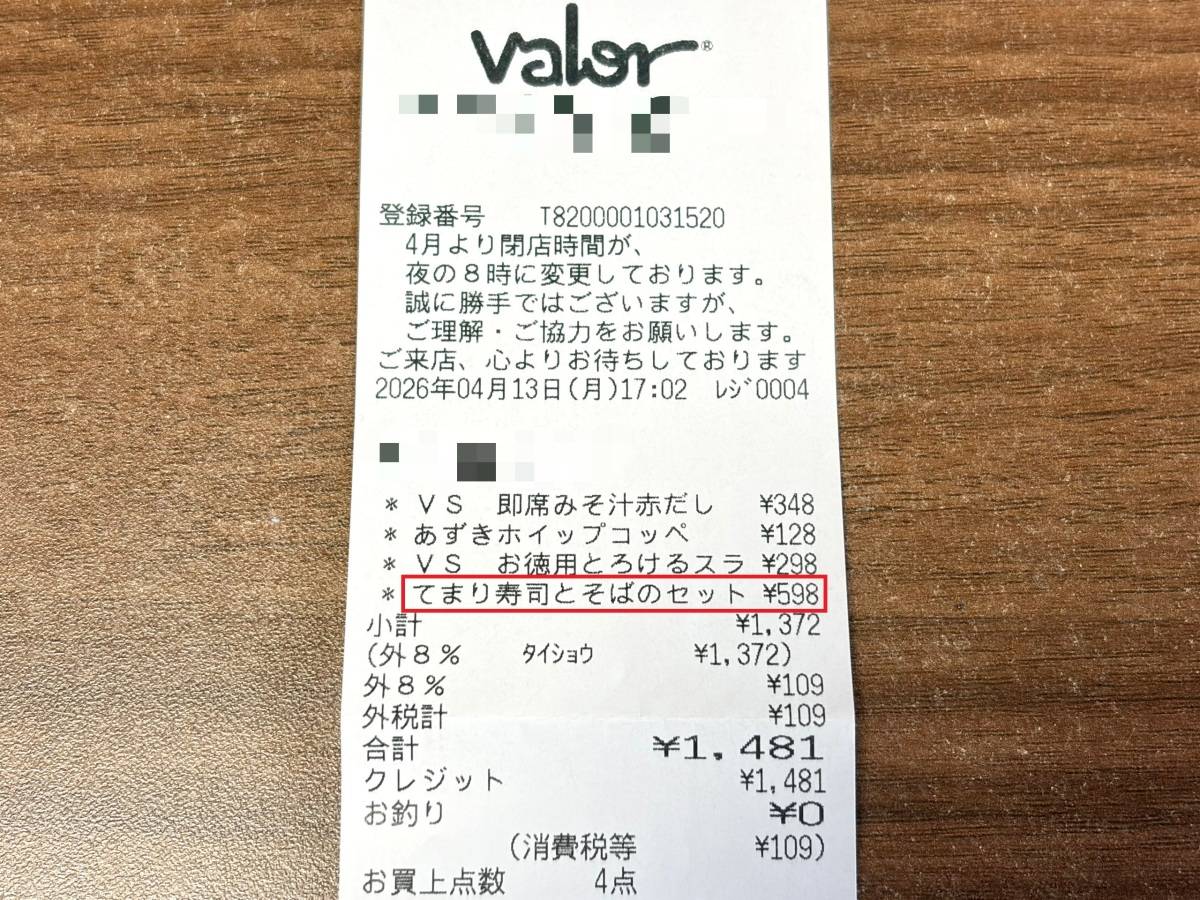 valor®
登録番号 T8200001031520
4月より閉店時間が、
夜の８時に変更しております。
誠に勝手ではございますが、
ご理解・ご協力をお願いします。
ご来店、心よりお待ちしております
2026年04月13日(月)17:02 ﾚｼﾞ0004
* ＶＳ 即席みそ汁赤だし ¥348
* あずきホイップコッペ ¥128
* ＶＳ お徳用とろけるスラ ¥298
* てまり寿司とそばのセット ¥598
小計 ¥1,372
(外８％ ﾀｲｼｮｳ ¥1,372)
外８％ ¥109
外税計 ¥109
合計 ¥1,481
クレジット ¥1,481
お釣り ¥0
(消費税等 ¥109)
お買上点数 4点